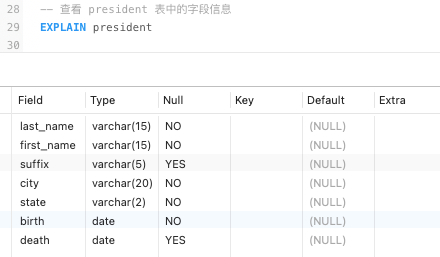 28 -- 查看 president 表中的字段信息
29 EXPLAIN president
30
Field Type Null Key Default Extra
last_name varchar(15) NO (NULL)
first_name varchar(15) NO (NULL)
suffix varchar(5) YES (NULL)
city varchar(20) NO (NULL)
state varchar(2) NO (NULL)
birth date NO (NULL)
death date YES (NULL)